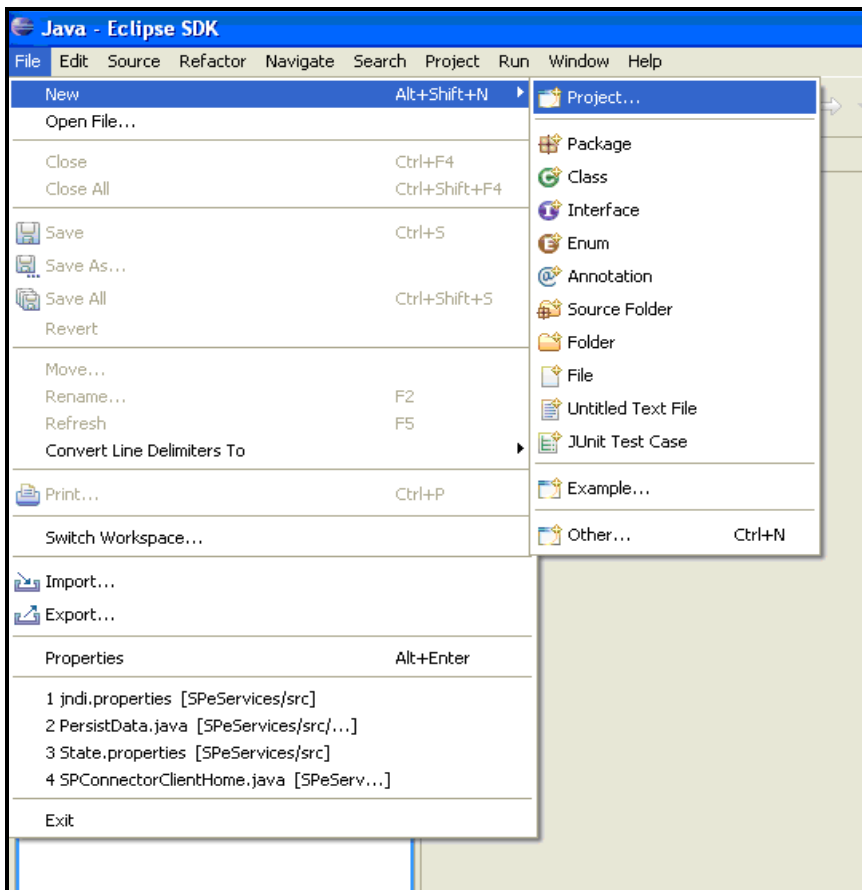 Java - Eclipse SDK
File Edit Source Refactor Navigate Search Project Run Window Help
New Alt+Shift+N
Open File...
Close Ctrl+F4
Close All Ctrl+Shift+F4
Save Ctrl+S
Save As...
Save All Ctrl+Shift+S
Revert
Move...
Rename... F2
Refresh F5
Convert Line Delimiters To
Print... Ctrl+P
Switch Workspace...
Import...
Export...
Properties Alt+Enter
1 jndi.properties [SPeServices/src]
2 PersistData.java [SPeServices/src/...]
3 State.properties [SPeServices/src]
4 SPConnectorClientHome.java [SPeServ...]
Exit
Project...
Package
Class
Interface
Enum
Annotation
Source Folder
Folder
File
Untitled Text File
JUnit Test Case
Example...
Other... Ctrl+N